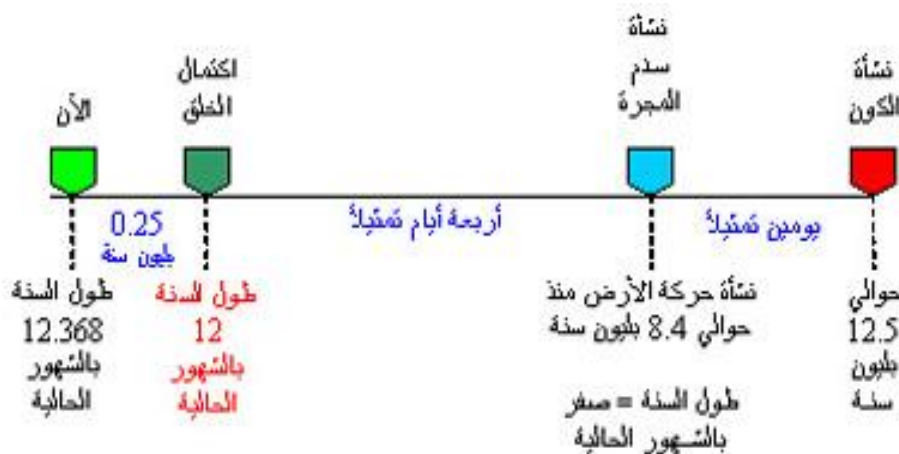 نشأة
الكون
نشأة
سدم
المجرة
اكتمال
الخلق
الآن
يومين تمثيلاً
أربعة أيام تمثيلاً
0.25
بليون سنة
حوالي
12.5
بليون
سنة
نشأة حركة الأرض منذ
حوالي 8.4 بليون سنة
طول السنة = صفر
بالشهور الحالية
طول السنة
12
بالشهور
الحالية
طول السنة
12.368
بالشهور
الحالية